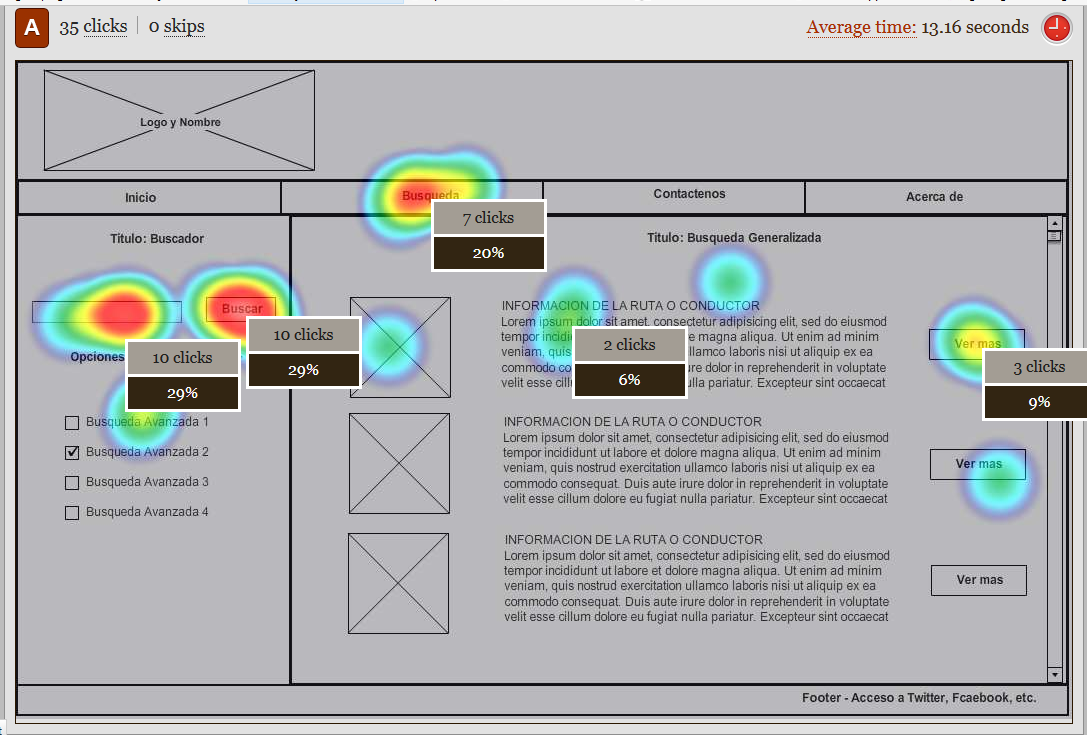 A
35 clicks
0 skips
Average time: 13.16 seconds
Logo y Nombre
Inicio
Busqueda
Contactenos
Acerca de
7 clicks
20%
Titulo: Buscador
Buscar
10 clicks
29%
Opciones
10 clicks
29%
Busqueda Avanzada 1
Busqueda Avanzada 2
Busqueda Avanzada 3
Busqueda Avanzada 4
Titulo: Busqueda Generalizada
INFORMACION DE LA RUTA O CONDUCTOR
Lorem ipsum dolor sit amet, consectetur adipisicing elit, sed do eiusmod
tempor e magna aliqua. Ut enim ad minim
veniam, quis ullamco laboris nisi ut aliquip ex ea
commodo ure dolor in reprehenderit in voluptate
velit esse cillum ulla pariatur. Excepteur sint occaecat
2 clicks
6%
Ver mas
3 clicks
9%
INFORMACION DE LA RUTA O CONDUCTOR
Lorem ipsum dolor sit amet, consectetur adipisicing elit, sed do eiusmod
tempor incididunt ut labore et dolore magna aliqua. Ut enim ad minim
veniam, quis nostrud exercitation ullamco laboris nisi ut aliquip ex ea
commodo consequat. Duis aute irure dolor in reprehenderit in voluptate
velit esse cillum dolore eu fugiat nulla pariatur. Excepteur sint occaecat
Ver mas
INFORMACION DE LA RUTA O CONDUCTOR
Lorem ipsum dolor sit amet, consectetur adipisicing elit, sed do eiusmod
tempor incididunt ut labore et dolore magna aliqua. Ut enim ad minim
veniam, quis nostrud exercitation ullamco laboris nisi ut aliquip ex ea
commodo consequat. Duis aute irure dolor in reprehenderit in voluptate
velit esse cillum dolore eu fugiat nulla pariatur. Excepteur sint occaecat
Ver mas
Footer - Acceso a Twitter, Fcaebook, etc.